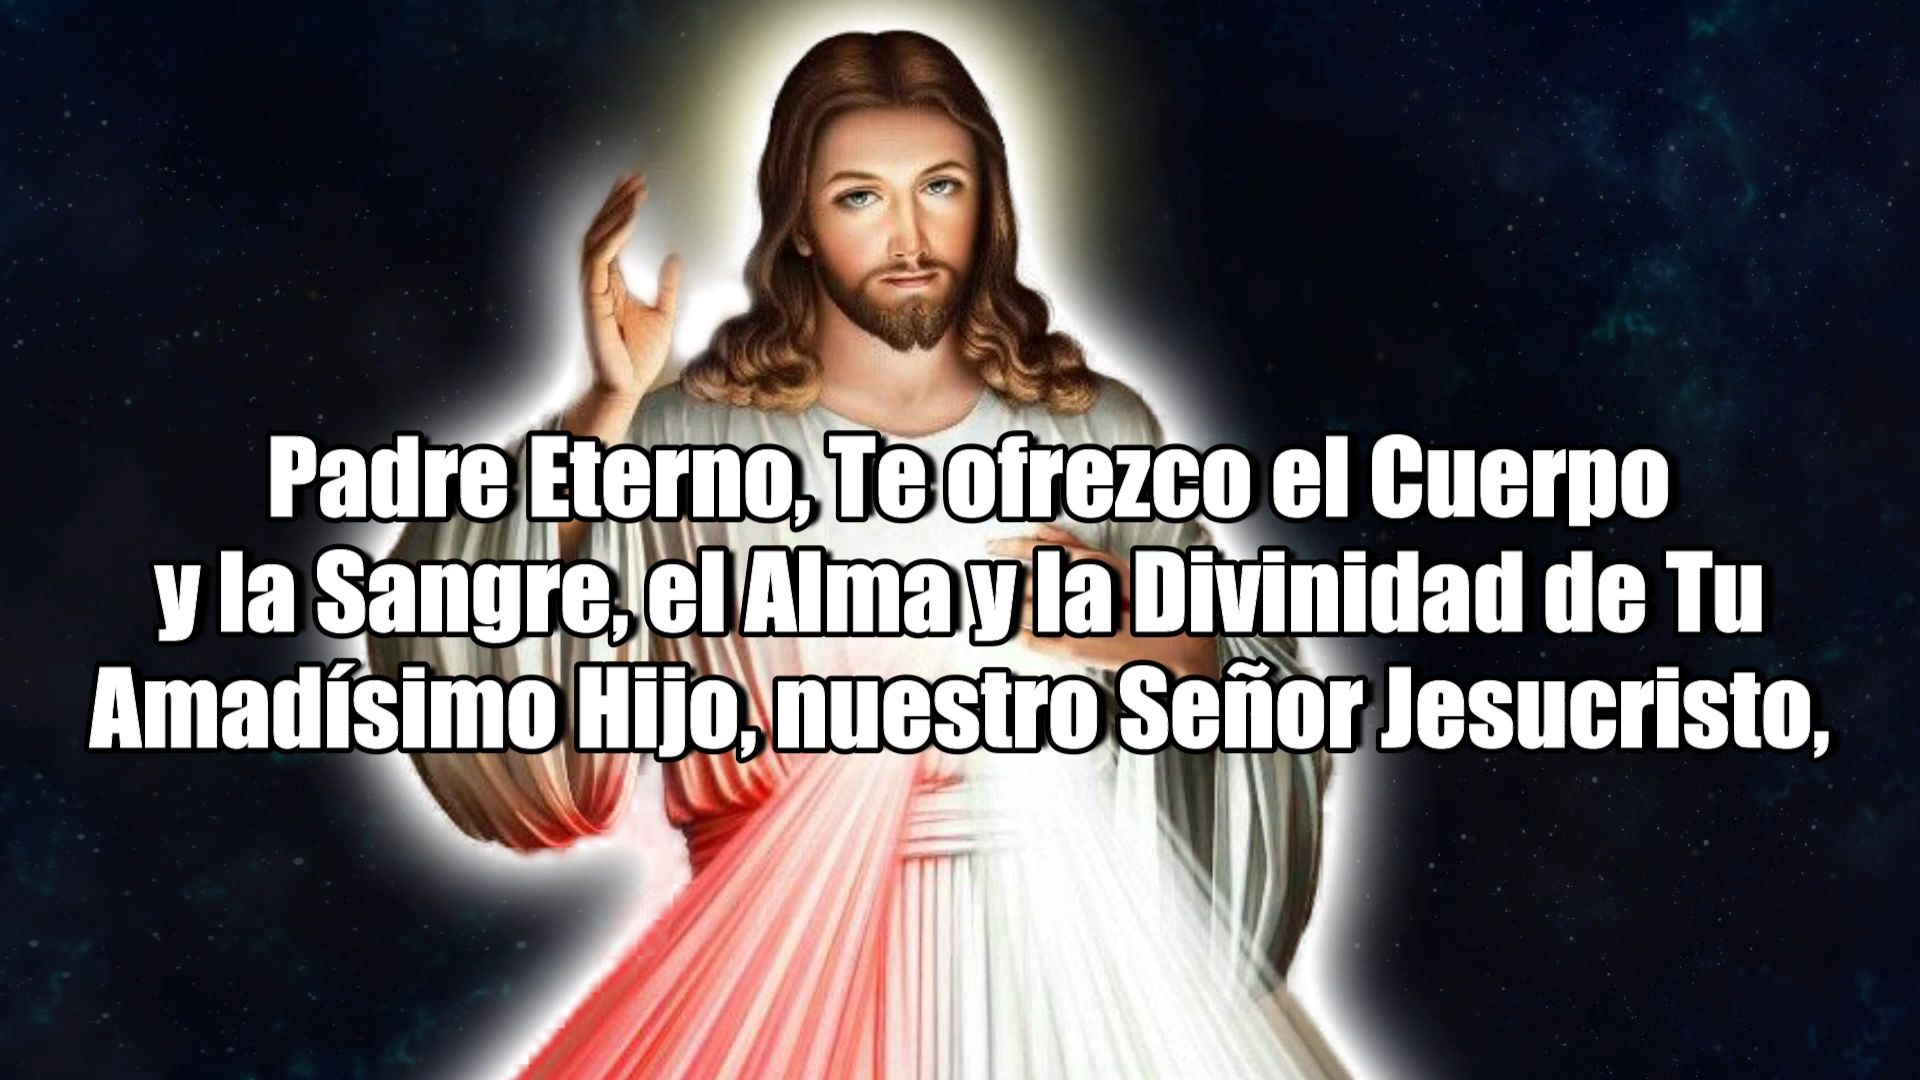 Padre Eterno, Te ofrezco el Cuerpo
y la Sangre, el Alma y la Divinidad de Tu
Amadísimo Hijo, nuestro Señor Jesucristo,